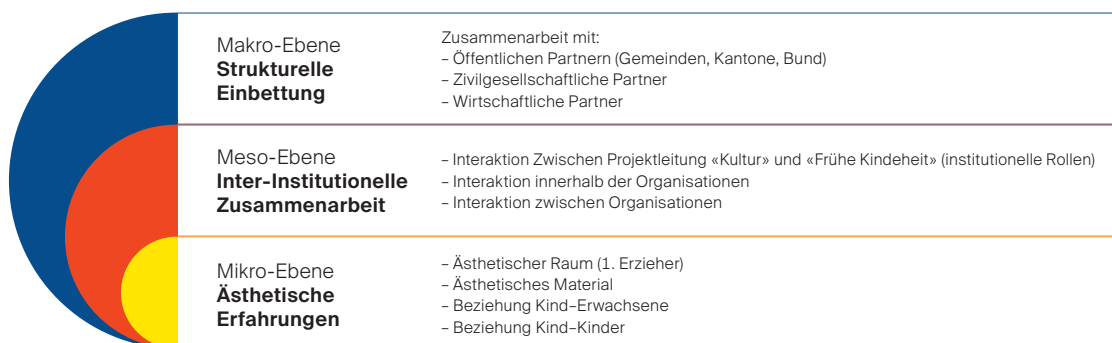 Makro-Ebene
Strukturelle
Einbettung
Zusammenarbeit mit:
– Öffentlichen Partnern (Gemeinden, Kantone, Bund)
– Zivilgesellschaftliche Partner
– Wirtschaftliche Partner
Meso-Ebene
Inter-Institutionelle
Zusammenarbeit
– Interaktion Zwischen Projektleitung «Kultur» und «Frühe Kindeheit» (institutionelle Rollen)
– Interaktion innerhalb der Organisationen
– Interaktion zwischen Organisationen
Mikro-Ebene
Ästhetische
Erfahrungen
– Ästhetischer Raum (1. Erzieher)
– Ästhetisches Material
– Beziehung Kind–Erwachsene
– Beziehung Kind–Kinder